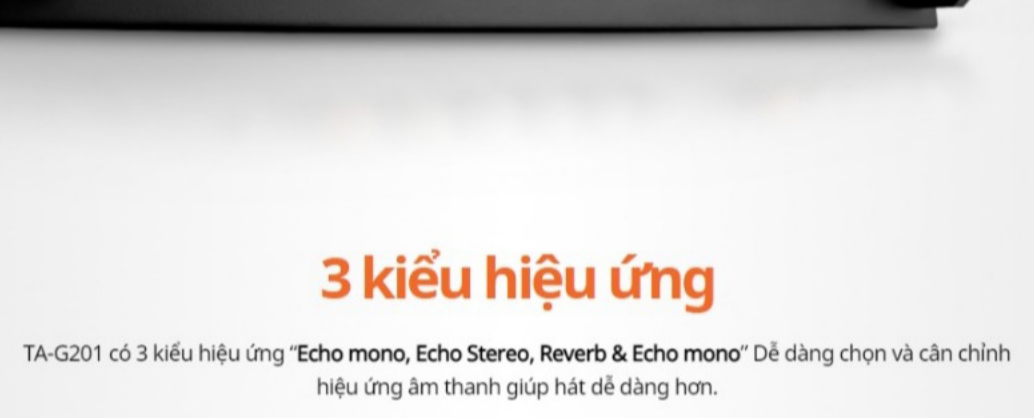 3 kiểu hiệu ứng
TA-G201 có 3 kiểu hiệu ứng “Echo mono, Echo Stereo, Reverb & Echo mono” Dễ dàng chọn và cân chỉnh
hiệu ứng âm thanh giúp hát dễ dàng hơn.